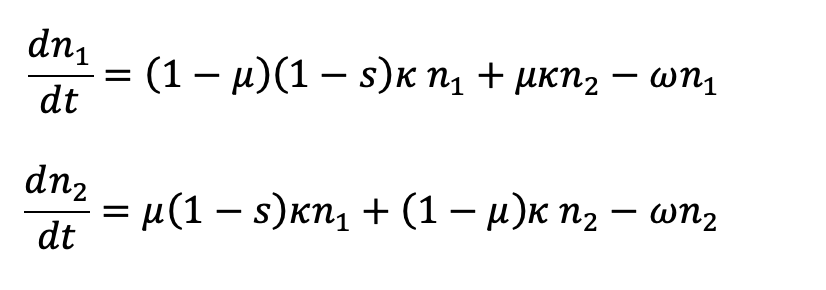 dn₁/dt = (1 − μ)(1 − s)κ n₁ + μκn₂ − ωn₁
dn₂/dt = μ(1 − s)κn₁ + (1 − μ)κ n₂ − ωn₂